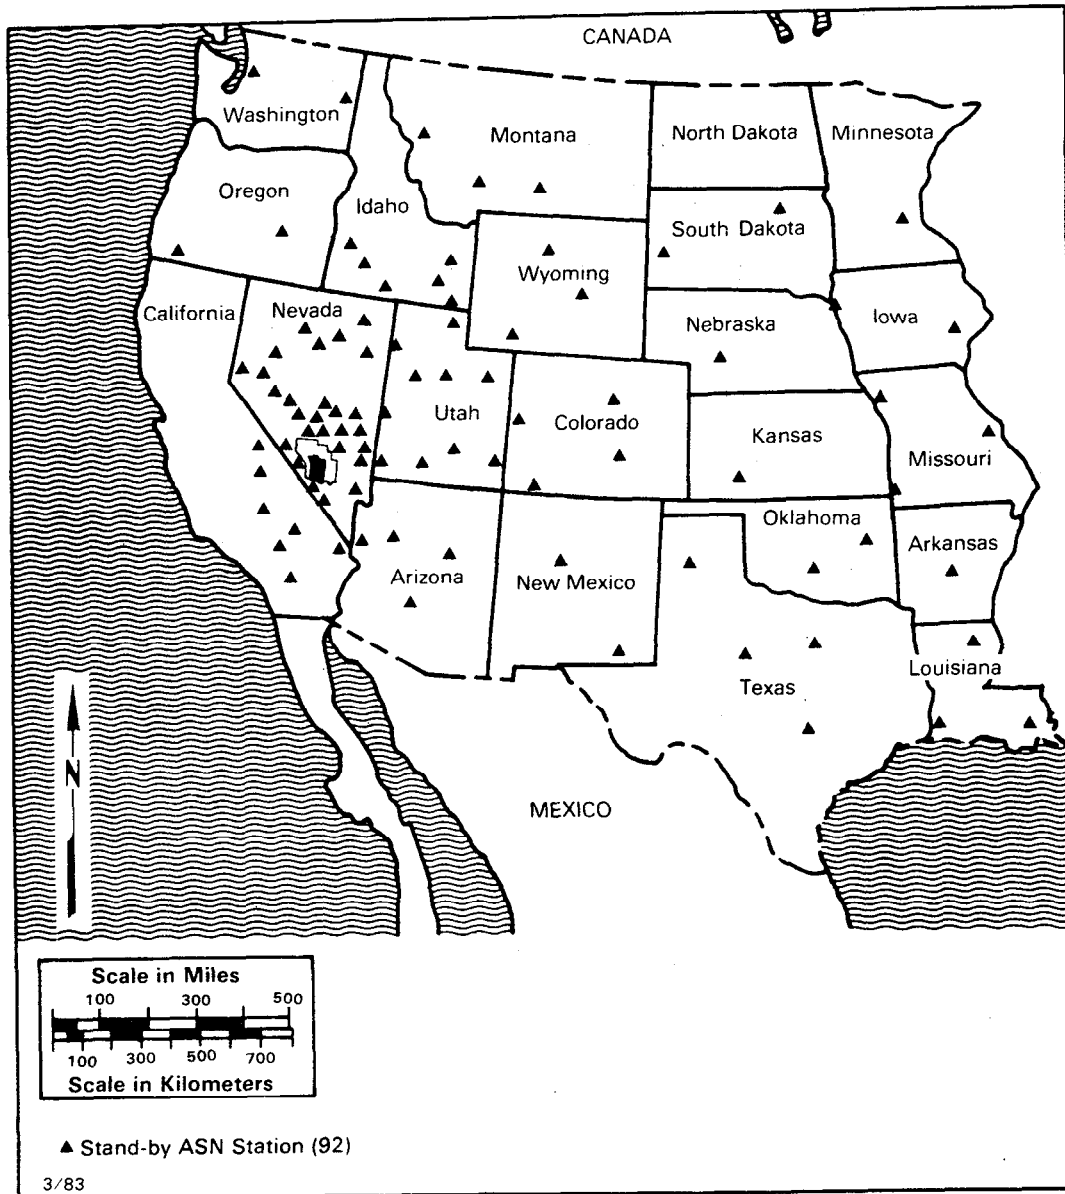 CANADA
Washington
Montana
North Dakota
Minnesota
Oregon
Idaho
South Dakota
Wyoming
California
Nevada
Nebraska
Iowa
Utah
Colorado
Kansas
Missouri
Oklahoma
Arkansas
Arizona
New Mexico
Texas
Louisiana
N
MEXICO
Scale in Miles
100 300 500
100 300 500 700
Scale in Kilometers
▲ Stand-by ASN Station (92)
3/83